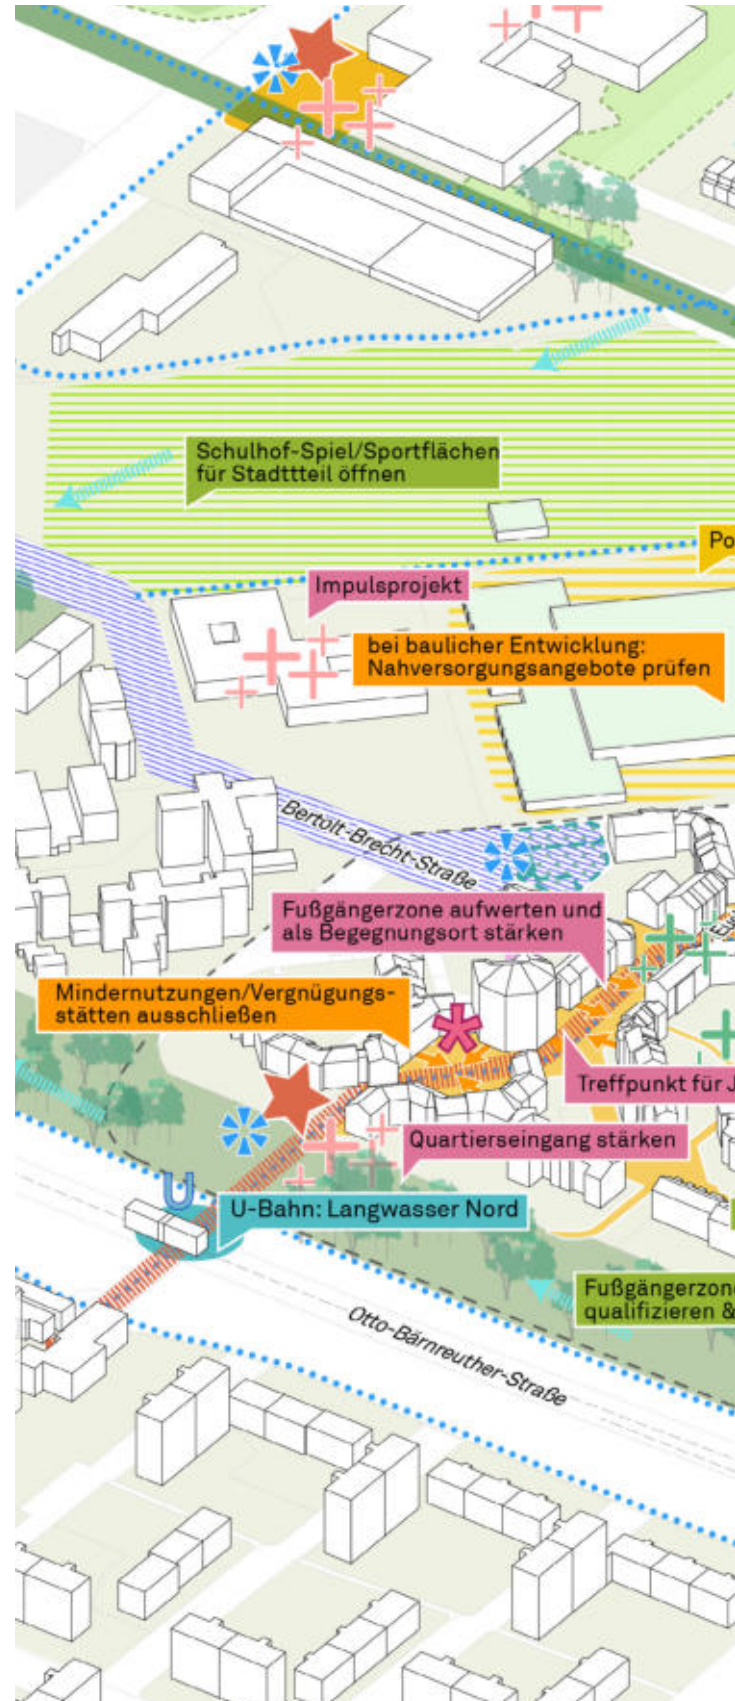 Schulhof-Spiel/Sportflächen
für Stadttteil öffnen
Po
Impulsprojekt
bei baulicher Entwicklung:
Nahversorgungsangebote prüfen
Bertolt-Brecht-Straße
Fußgängerzone aufwerten und
als Begegnungsort stärken
Mindernutzungen/Vergnügungs-
stätten ausschließen
Treffpunkt für J
Quartierseingang stärken
U
U-Bahn: Langwasser Nord
Fußgängerzone
qualifizieren &
Otto-Bärnreuther-Straße